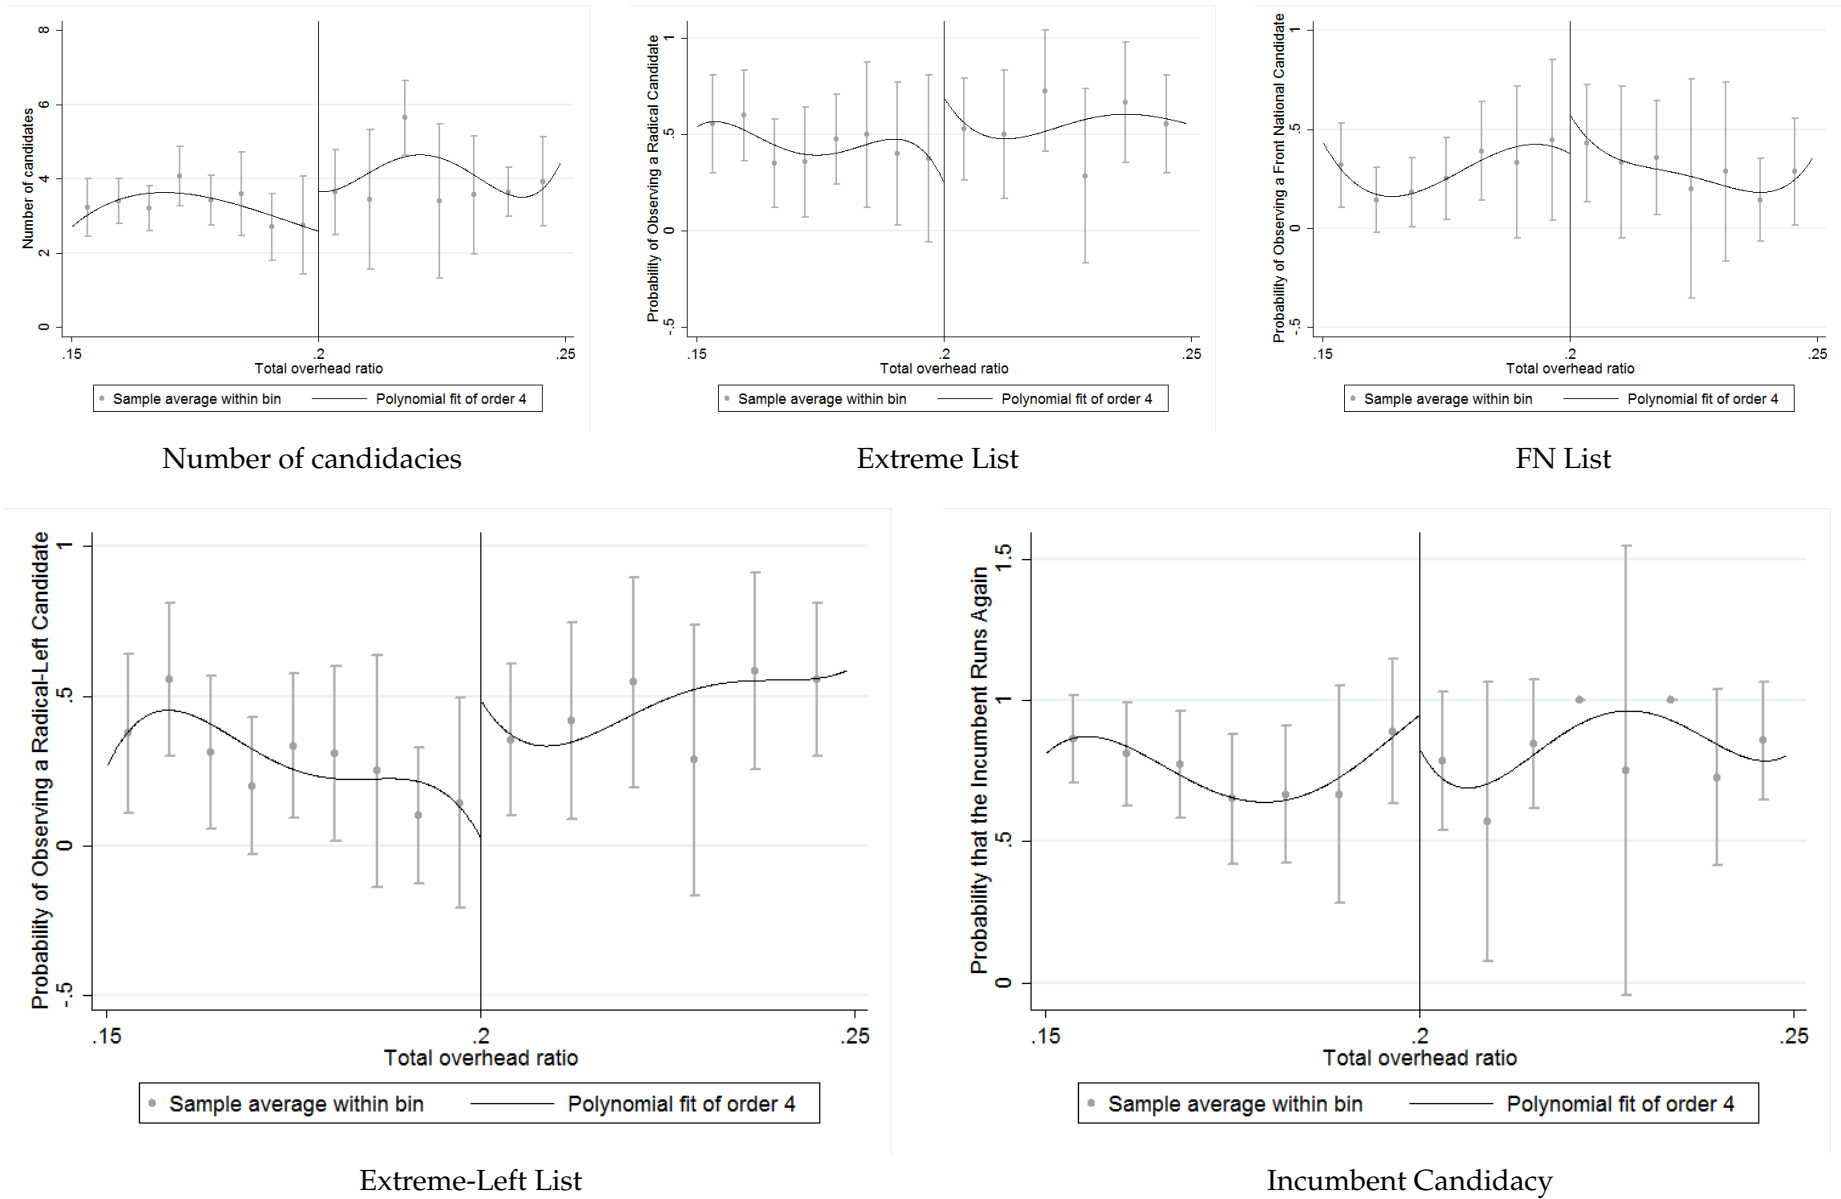 Number of candidates
8
6
4
2
0
.15
.2
.25
Total overhead ratio
Sample average within bin
Polynomial fit of order 4
Number of candidacies
Probability of Observing a Radical Candidate
1
.5
0
-.5
.15
.2
.25
Total overhead ratio
Sample average within bin
Polynomial fit of order 4
Extreme List
Probability of Observing a Front National Candidate
1
.5
0
-.5
.15
.2
.25
Total overhead ratio
Sample average within bin
Polynomial fit of order 4
FN List
Probability of Observing a Radical-Left Candidate
1
.5
0
-.5
.15
.2
.25
Total overhead ratio
Sample average within bin
Polynomial fit of order 4
Extreme-Left List
Probability that the Incumbent Runs Again
1.5
1
.5
0
.15
.2
.25
Total overhead ratio
Sample average within bin
Polynomial fit of order 4
Incumbent Candidacy